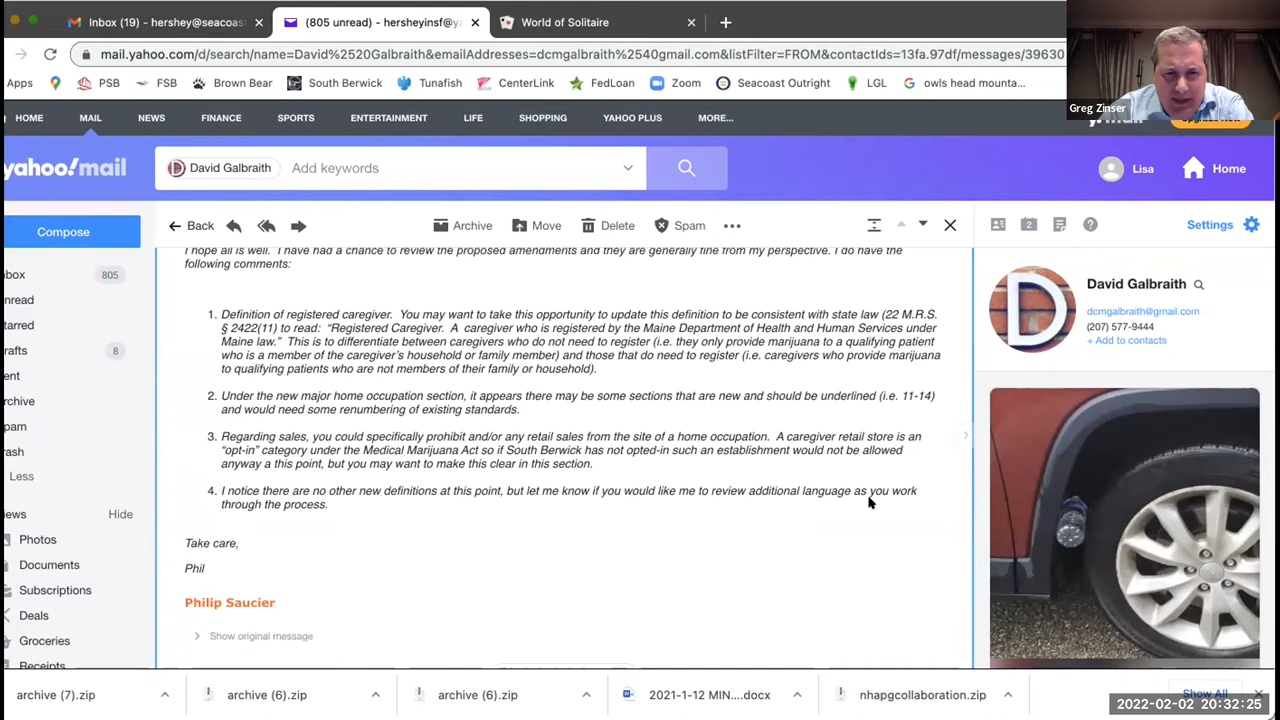 Inbox (19) - hershey@seacoas
(805 unread) - hersheyinsf@y
World of Solitaire
mail.yahoo.com/d/search/name=David%2520Galbraith&emailAddresses=dcmgalbraith%2540gmail.com&listFilter=FROM&contactIds=13fa.97df/messages/39630
Apps PSB FSB Brown Bear South Berwick Tunafish CenterLink FedLoan Zoom Seacoast Outright LGL owls head mounta...
Greg Zinser
HOME MAIL NEWS FINANCE SPORTS ENTERTAINMENT LIFE SHOPPING YAHOO PLUS MORE...
yahoo!mail
David Galbraith Add keywords
Lisa Home
Compose
Back Archive Move Delete Spam
2
Settings
nbox 805
nread
tarred
rafts 8
ent
rchive
pam
rash
Less
iews Hide
Photos
Documents
Subscriptions
Deals
Groceries
Receipts
I hope all is well. I have had a chance to review the proposed amendments and they are generally fine from my perspective. I do have the
following comments:
1. Definition of registered caregiver. You may want to take this opportunity to update this definition to be consistent with state law (22 M.R.S.
§ 2422(11) to read: “Registered Caregiver. A caregiver who is registered by the Maine Department of Health and Human Services under
Maine law.” This is to differentiate between caregivers who do not need to register (i.e. they only provide marijuana to a qualifying patient
who is a member of the caregiver's household or family member) and those that do need to register (i.e. caregivers who provide marijuana
to qualifying patients who are not members of their family or household).
2. Under the new major home occupation section, it appears there may be some sections that are new and should be underlined (i.e. 11-14)
and would need some renumbering of existing standards.
3. Regarding sales, you could specifically prohibit and/or any retail sales from the site of a home occupation. A caregiver retail store is an
“opt-in” category under the Medical Marijuana Act so if South Berwick has not opted-in such an establishment would not be allowed
anyway a this point, but you may want to make this clear in this section.
4. I notice there are no other new definitions at this point, but let me know if you would like me to review additional language as you work
through the process.
Take care,
Phil
Philip Saucier
Show original message
D
David Galbraith
dcmgalbraith@gmail.com
(207) 577-9444
+ Add to contacts
archive (7).zip
archive (6).zip
archive (6).zip
2021-1-12 MIN....docx
nhapgcollaboration.zip
Show All
2022-02-02 20:32:25